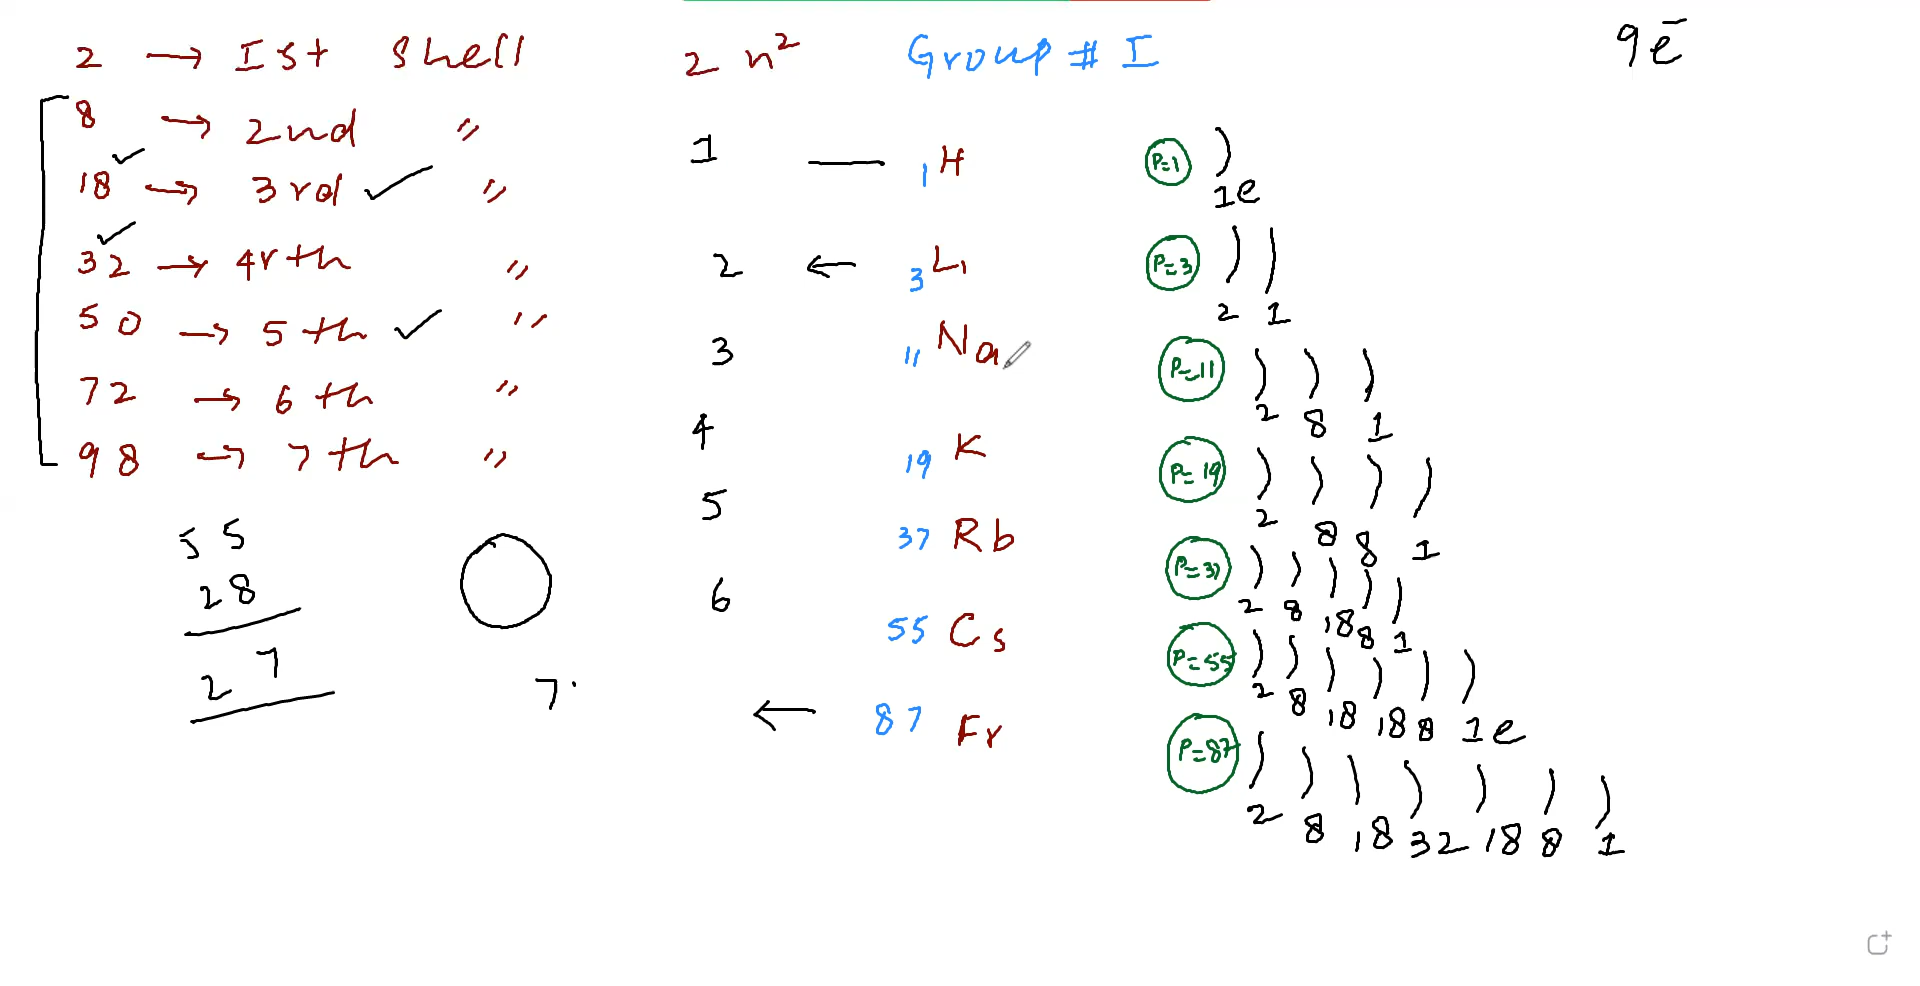 2 → Ist shell
8 → 2nd "
18 → 3rd "
32 → 4rth "
50 → 5th "
72 → 6th "
98 → 7th "
55
28
27
7.
2 n²
Group # I
9e⁻
1 — 1H P=1 1e
2 ← 3Li P=3 2 1
3 11Na P=11 2 8 1
4 19K P=19 2 8 8 1
5 37Rb P=37 2 8 18 8 1
6 55Cs P=55 2 8 18 18 8 1e
← 87Fr P=87 2 8 18 32 18 8 1